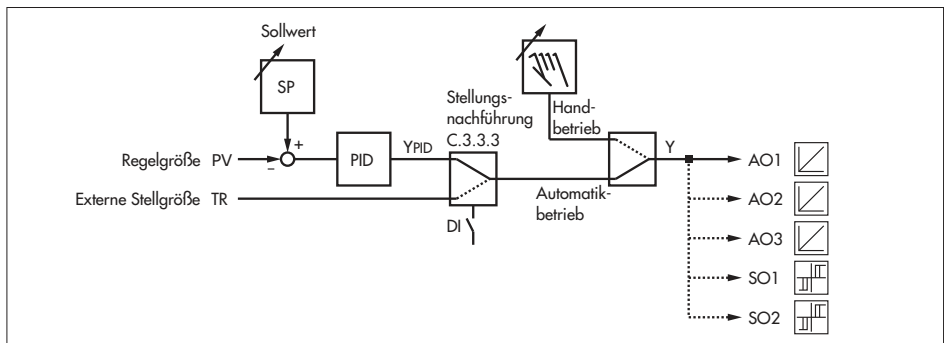 Sollwert
SP
+
Regelgröße PV
–
PID
YPID
Stellungs-
nachführung
C.3.3.3
Hand-
betrieb
Y
AO1
Externe Stellgröße TR
DI
Automatik-
betrieb
AO2
AO3
SO1
SO2